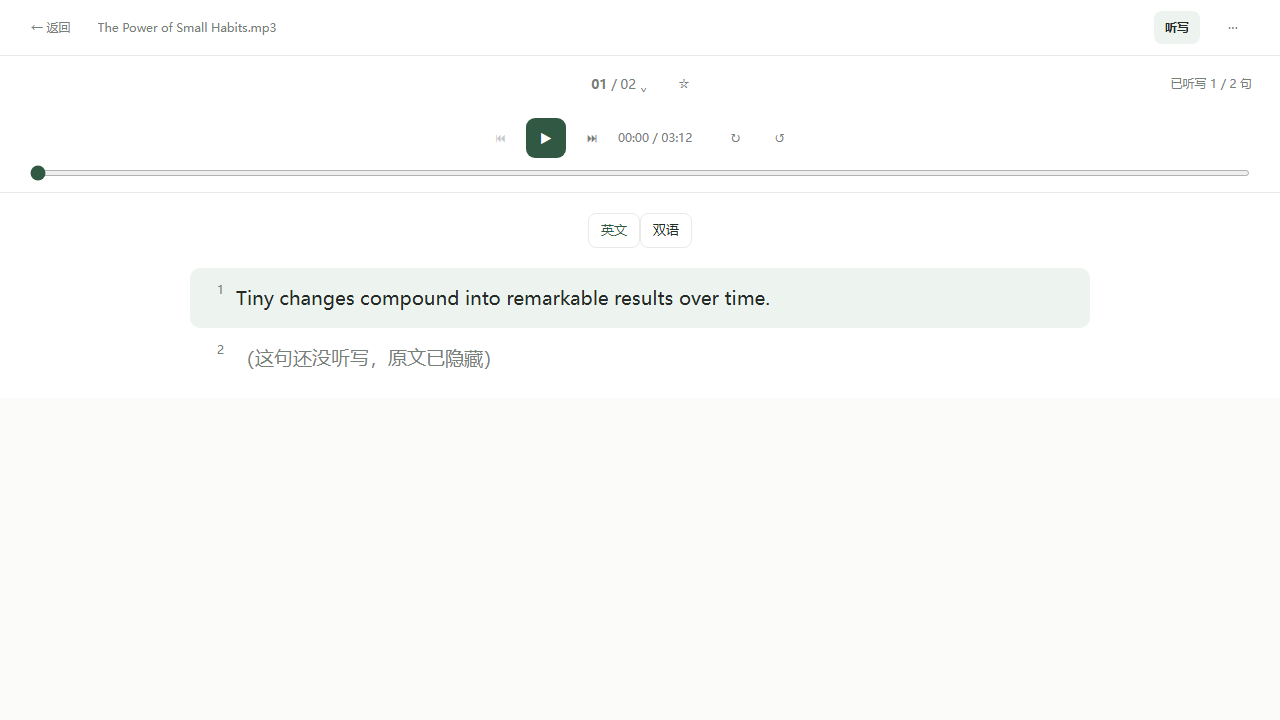 ← 返回 The Power of Small Habits.mp3 听写 ···
01 / 02 ⌄ ☆ 已听写 1 / 2 句
⏮ ▶ ⏭ 00:00 / 03:12 ↻ ↺
英文 双语
1 Tiny changes compound into remarkable results over time.
2 (这句还没听写，原文已隐藏)